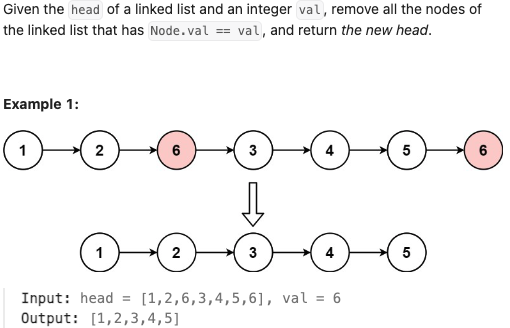 Given the head of a linked list and an integer val, remove all the nodes of
the linked list that has Node.val == val, and return the new head.
Example 1:
1 2 6 3 4 5 6
1 2 3 4 5
Input: head = [1,2,6,3,4,5,6], val = 6
Output: [1,2,3,4,5]